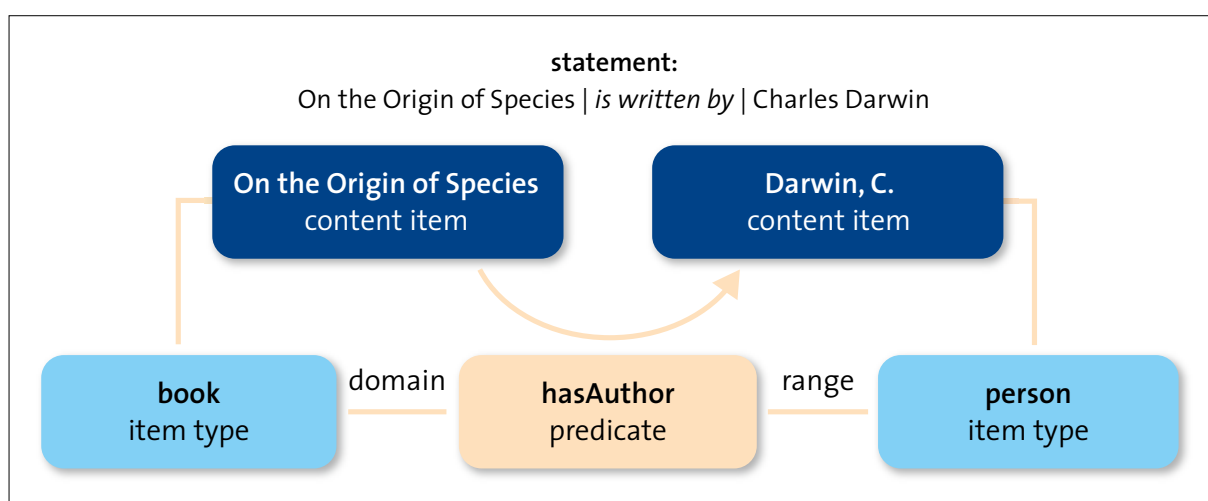 statement:
On the Origin of Species | is written by | Charles Darwin
On the Origin of Species
content item
Darwin, C.
content item
book
item type
domain
hasAuthor
predicate
range
person
item type